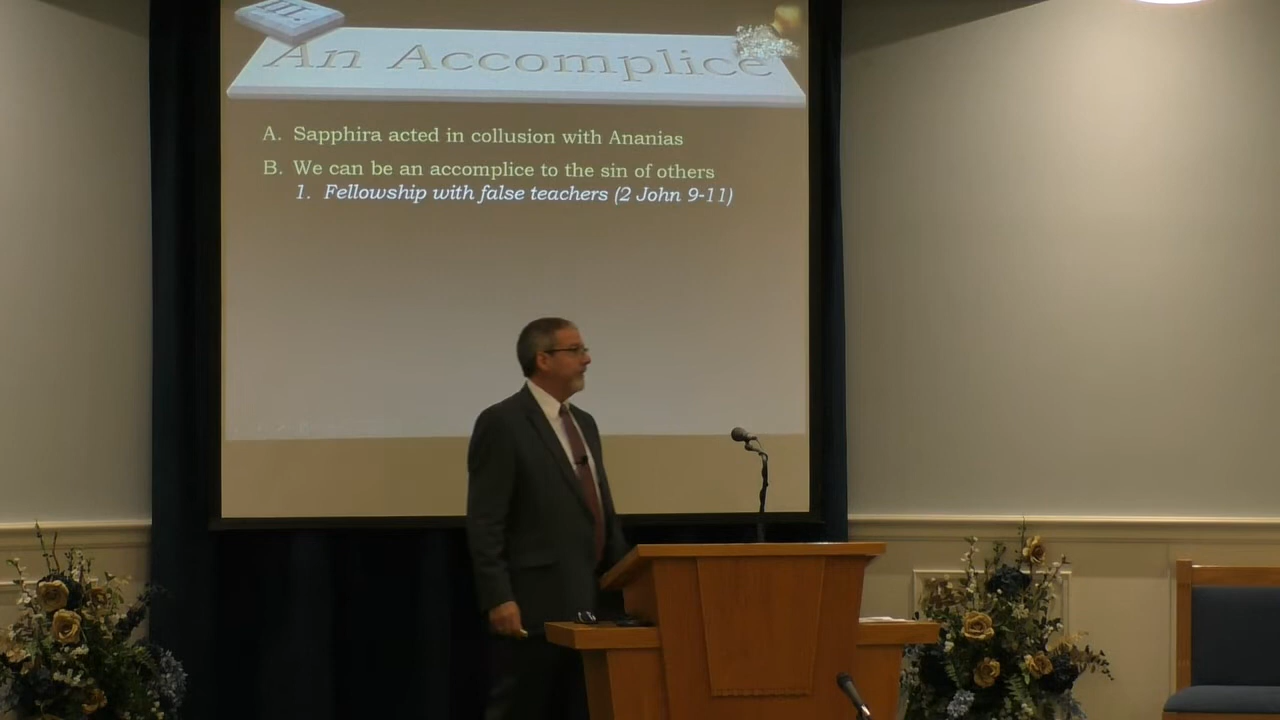 III.
An Accomplice
A. Sapphira acted in collusion with Ananias
B. We can be an accomplice to the sin of others
1. Fellowship with false teachers (2 John 9-11)